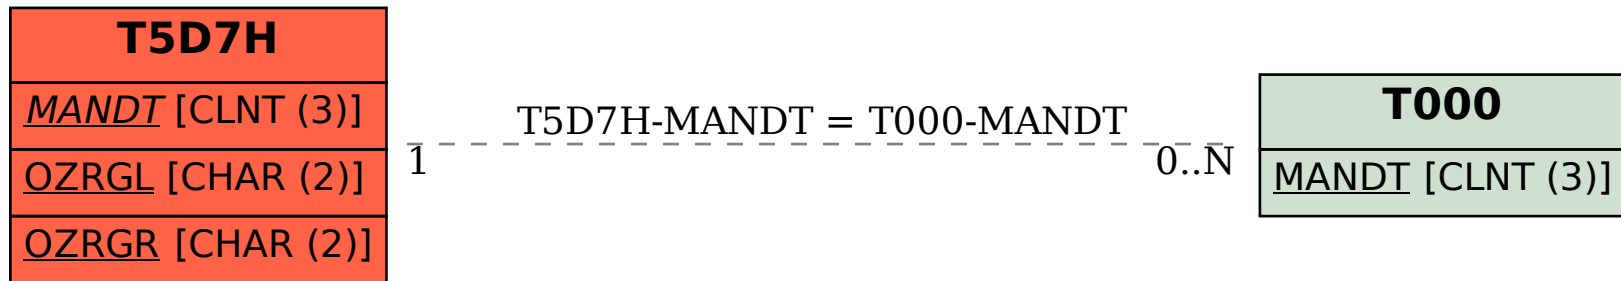 T5D7H
MANDT [CLNT (3)]
OZRGL [CHAR (2)]
OZRGR [CHAR (2)]
T5D7H-MANDT = T000-MANDT
1
0..N
T000
MANDT [CLNT (3)]